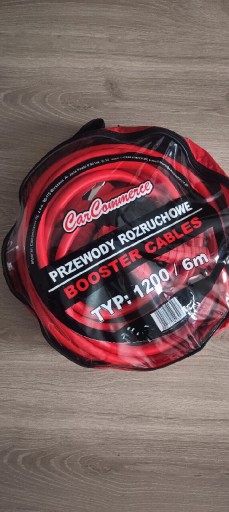 CarCommerce
PRZEWODY ROZRUCHOWE
BOOSTER CABLES
TYP: 1200 / 6m